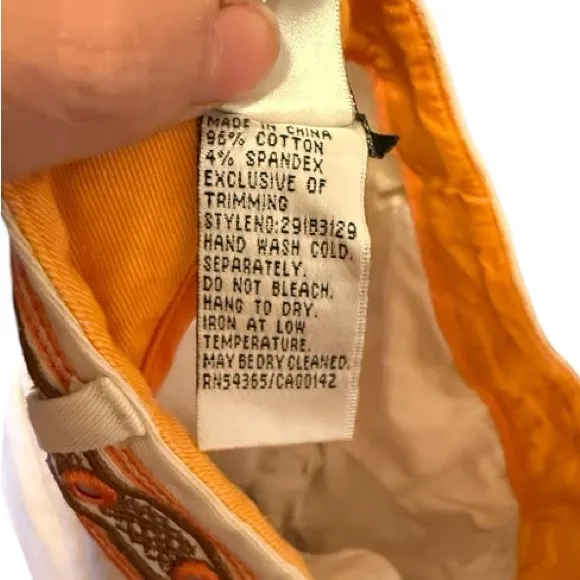 MADE IN CHINA
96% COTTON
4% SPANDEX
EXCLUSIVE OF
TRIMMING
STYLENO:291B3129
HAND WASH COLD.
SEPARATELY.
DO NOT BLEACH.
HANG TO DRY.
IRON AT LOW
TEMPERATURE.
MAY BEDRY CLEANED.
RN54365/CA00142